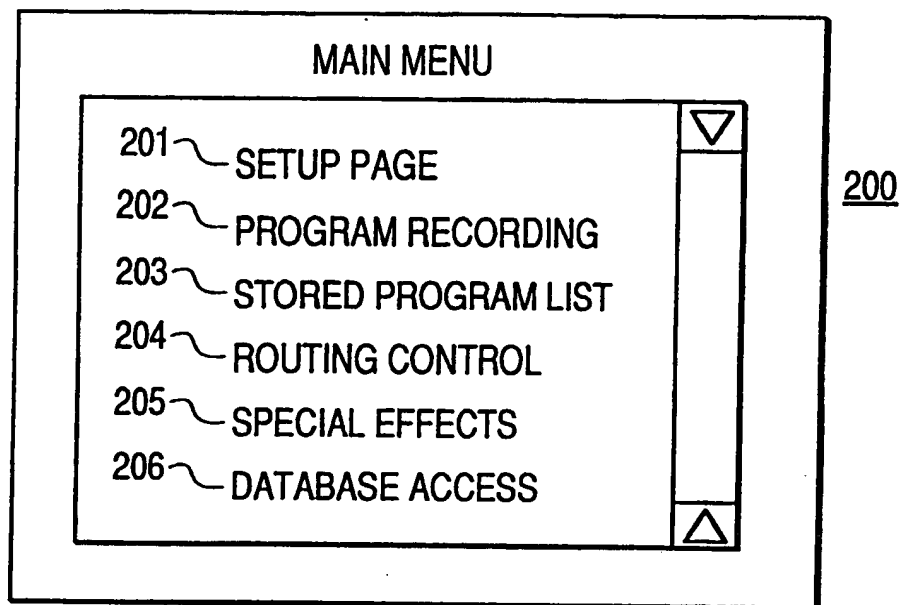 MAIN MENU
201 SETUP PAGE
200
202 PROGRAM RECORDING
203 STORED PROGRAM LIST
204 ROUTING CONTROL
205 SPECIAL EFFECTS
206 DATABASE ACCESS